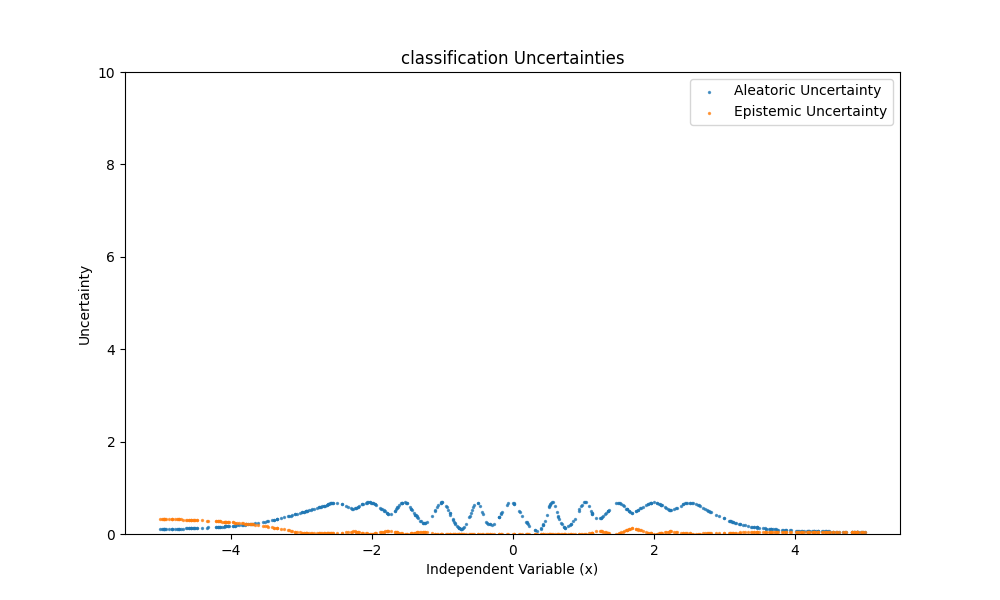 classification Uncertainties
Aleatoric Uncertainty
Epistemic Uncertainty
Uncertainty
10
8
6
4
2
0
−4
−2
0
2
4
Independent Variable (x)